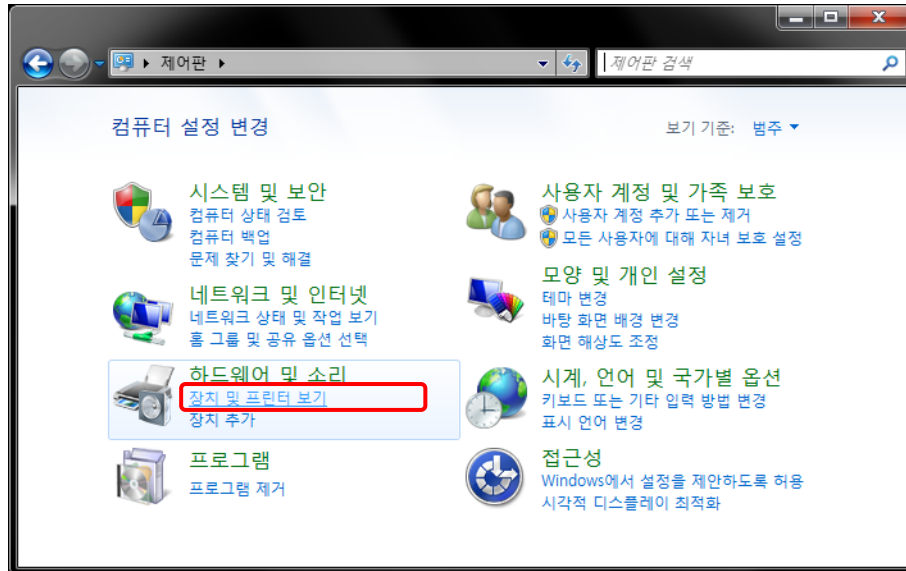 제어판
제어판 검색
컴퓨터 설정 변경
보기 기준: 범주
시스템 및 보안
컴퓨터 상태 검토
컴퓨터 백업
문제 찾기 및 해결
네트워크 및 인터넷
네트워크 상태 및 작업 보기
홈 그룹 및 공유 옵션 선택
하드웨어 및 소리
장치 및 프린터 보기
장치 추가
프로그램
프로그램 제거
사용자 계정 및 가족 보호
사용자 계정 추가 또는 제거
모든 사용자에 대해 자녀 보호 설정
모양 및 개인 설정
테마 변경
바탕 화면 배경 변경
화면 해상도 조정
시계, 언어 및 국가별 옵션
키보드 또는 기타 입력 방법 변경
표시 언어 변경
접근성
Windows에서 설정을 제안하도록 허용
시각적 디스플레이 최적화